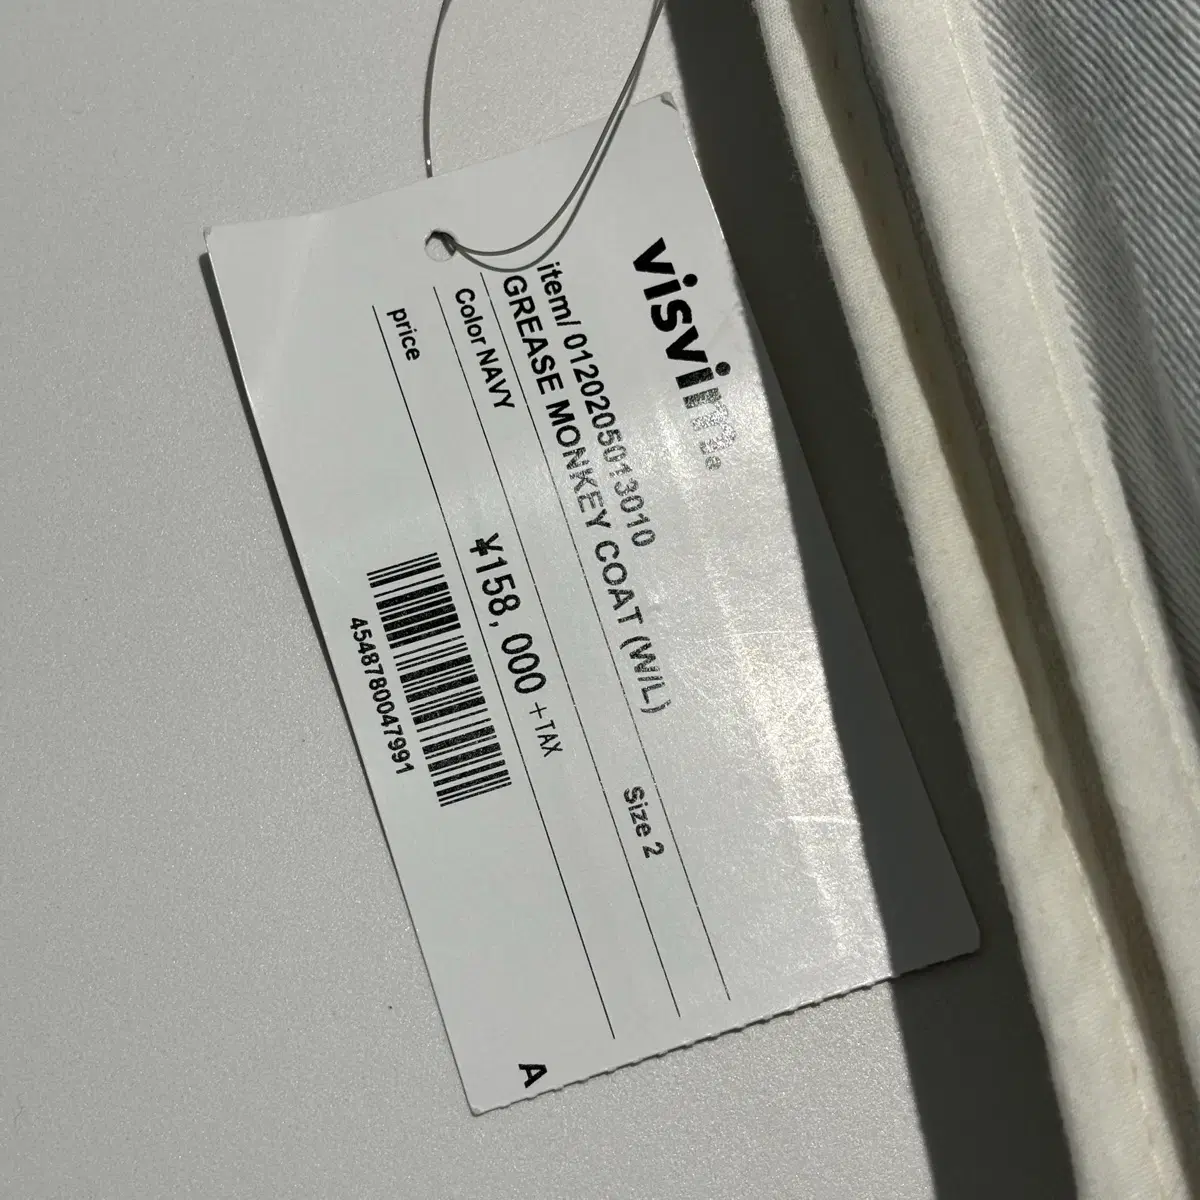 visvim
item/ 0120205013010
GREASE MONKEY COAT (W/L)
Color NAVY Size 2
price ¥158,000 +TAX
4548780047991
A